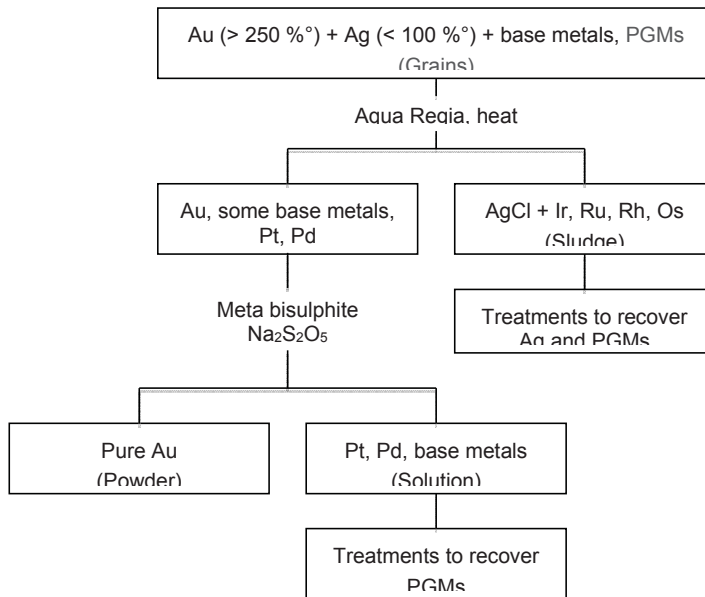 Au (> 250 %°) + Ag (< 100 %°) + base metals, PGMs
(Grains)
Aqua Regia, heat
Au, some base metals,
Pt, Pd
AgCl + Ir, Ru, Rh, Os
(Sludge)
Meta bisulphite
Na₂S₂O₅
Treatments to recover
Ag and PGMs
Pure Au
(Powder)
Pt, Pd, base metals
(Solution)
Treatments to recover
PGMs